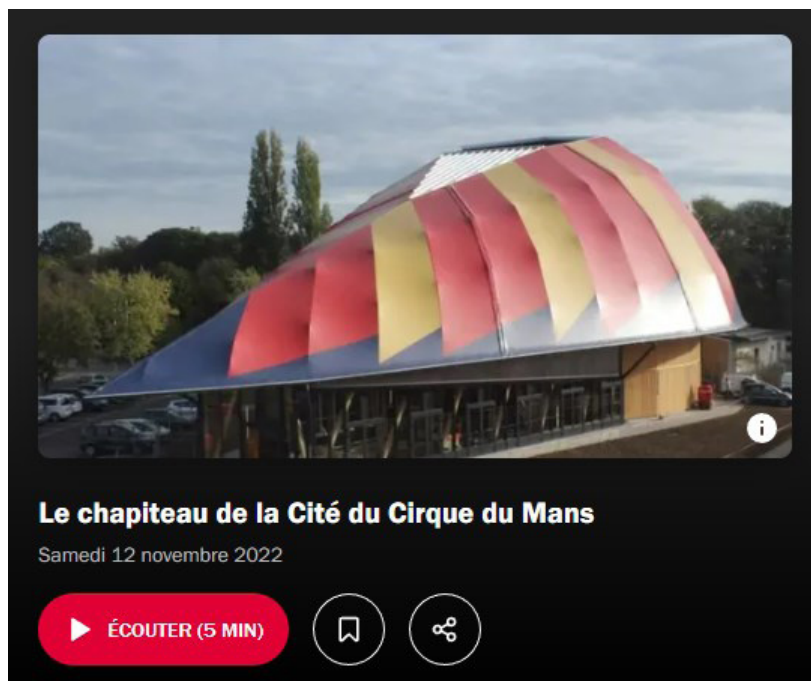 Le chapiteau de la Cité du Cirque du Mans
Samedi 12 novembre 2022
ÉCOUTER (5 MIN)